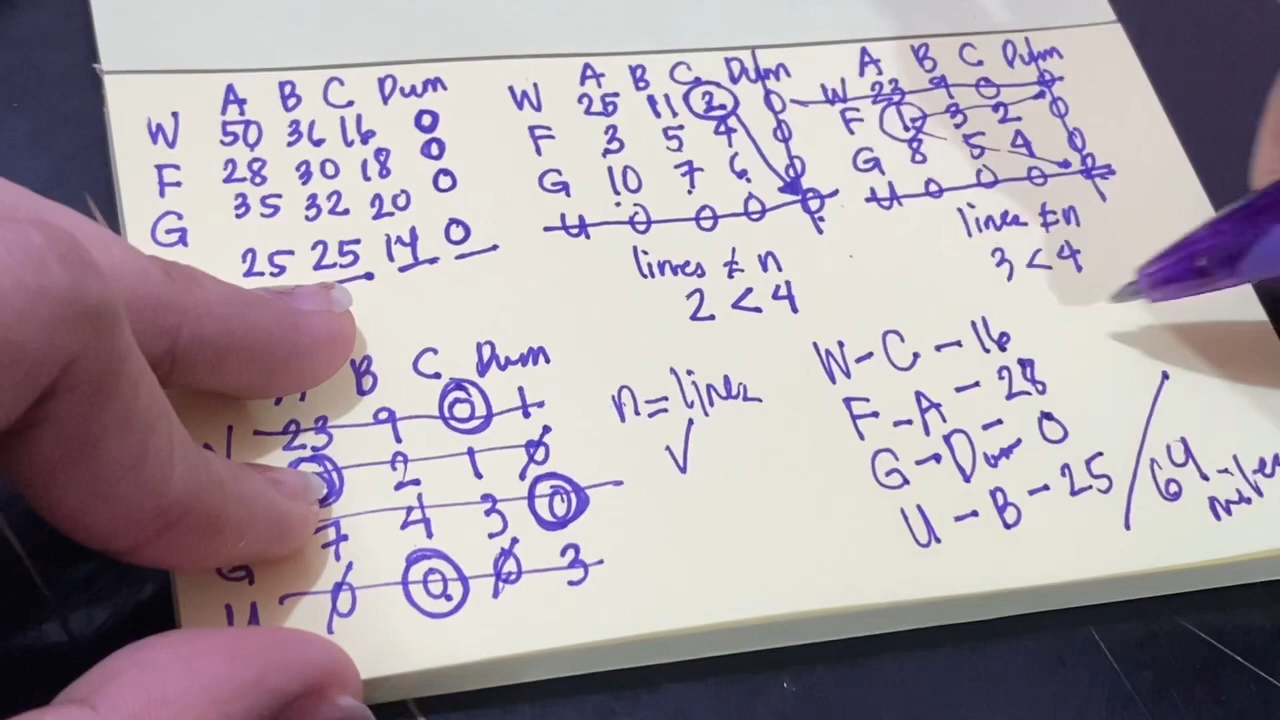 A B C Dum
W 50 36 16 0
F 28 30 18 0
G 35 32 20 0
25 25 14 0
A B C Dum
W 25 11 2 0
F 3 5 4 0
G 10 7 6 0
U 0 0 0 0
lines ≠ n
2 < 4
A B C Dum
W 23 9 0 0
F 1 3 2 0
G 8 5 4 0
U 0 0 0 2
lines ≠ n
3 < 4
B C Dum
23 9 0 1
2 1 0
7 4 3 0
G
U 0 0 0 3
n = lines
✓
W - C - 16
F - A - 28
G - Dum - 0
U - B - 25 / 64 miles